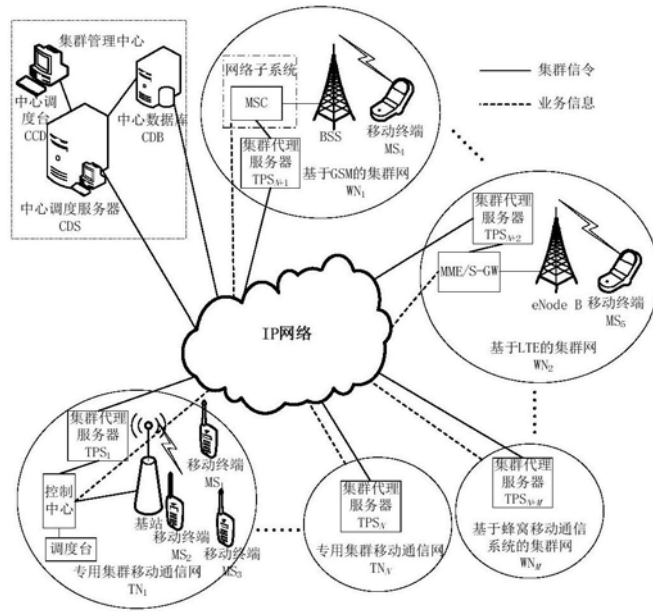 集群管理中心
中心调
度台
CCD
中心数据库
CDB
中心调度服务器
CDS
网络子系统
MSC
BSS
移动终端
MS4
集群代理
服务器
TPSN+1
基于GSM的集群网
WN1
集群信令
业务信息
集群代理
服务器
TPSN+2
MME/S-GW
eNode B
移动终端
MS5
基于LTE的集群网
WN2
IP网络
集群代理
服务器
TPS1
控制
中心
调度台
基站
移动终端
MS1
移动终端
MS2
移动终端
MS3
专用集群移动通信网
TN1
集群代理
服务器
TPSN
专用集群移动通信网
TNN
集群代理
服务器
TPSN+M
基于蜂窝移动通信
系统的集群网
WNM